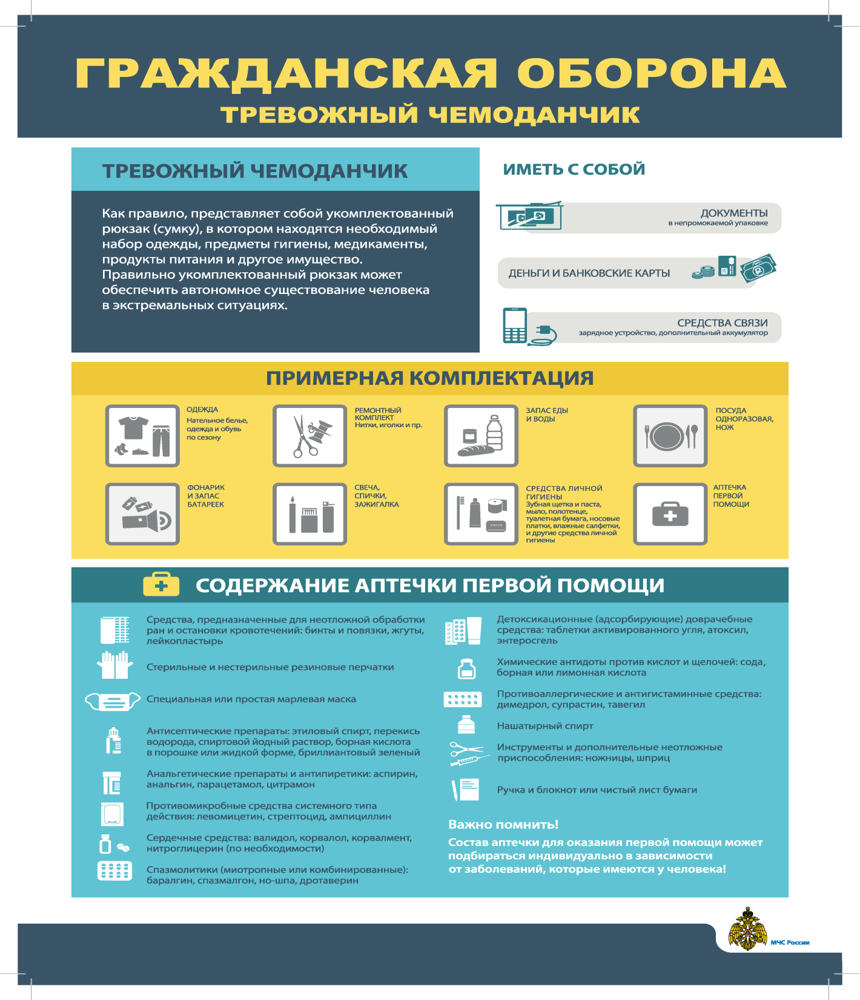 ГРАЖДАНСКАЯ ОБОРОНА
ТРЕВОЖНЫЙ ЧЕМОДАНЧИК
ТРЕВОЖНЫЙ ЧЕМОДАНЧИК
Как правило, представляет собой укомплектованный
рюкзак (сумку), в котором находятся необходимый
набор одежды, предметы гигиены, медикаменты,
продукты питания и другое имущество.
Правильно укомплектованный рюкзак может
обеспечить автономное существование человека
в экстремальных ситуациях.
ИМЕТЬ С СОБОЙ
ДОКУМЕНТЫ
в непромокаемой упаковке
ДЕНЬГИ И БАНКОВСКИЕ КАРТЫ
СРЕДСТВА СВЯЗИ
зарядное устройство, дополнительный аккумулятор
ПРИМЕРНАЯ КОМПЛЕКТАЦИЯ
ОДЕЖДА
Нательное белье,
одежда и обувь
по сезону
РЕМОНТНЫЙ
КОМПЛЕКТ
Нитки, иголки и пр.
ЗАПАС ЕДЫ
И ВОДЫ
ПОСУДА
ОДНОРАЗОВАЯ,
НОЖ
ФОНАРИК
И ЗАПАС
БАТАРЕЕК
СВЕЧА,
СПИЧКИ,
ЗАЖИГАЛКА
СРЕДСТВА ЛИЧНОЙ
ГИГИЕНЫ
Зубная щетка и паста,
мыло, полотенце,
туалетная бумага, носовые
платки, влажные салфетки,
и другие средства личной
гигиены
АПТЕЧКА
ПЕРВОЙ
ПОМОЩИ
СОДЕРЖАНИЕ АПТЕЧКИ ПЕРВОЙ ПОМОЩИ
Средства, предназначенные для неотложной обработки
ран и остановки кровотечений: бинты и повязки, жгуты,
лейкопластырь
Стерильные и нестерильные резиновые перчатки
Специальная или простая марлевая маска
Антисептические препараты: этиловый спирт, перекись
водорода, спиртовой йодный раствор, борная кислота
в порошке или жидкой форме, бриллиантовый зеленый
Анальгетические препараты и антипиретики: аспирин,
анальгин, парацетамол, цитрамон
Противомикробные средства системного типа
действия: левомицетин, стрептоцид, ампициллин
Сердечные средства: валидол, корвалол, корвалмент,
нитроглицерин (по необходимости)
Спазмолитики (миотропные или комбинированные):
баралгин, спазмалгон, но-шпа, дротаверин
Детоксикационные (адсорбирующие) доврачебные
средства: таблетки активированного угля, атоксил,
энтеросгель
Химические антидоты против кислот и щелочей: сода,
борная или лимонная кислота
Противоаллергические и антигистаминные средства:
димедрол, супрастин, тавегил
Нашатырный спирт
Инструменты и дополнительные неотложные
приспособления: ножницы, шприц
Ручка и блокнот или чистый лист бумаги
Важно помнить!
Состав аптечки для оказания первой помощи может
подбираться индивидуально в зависимости
от заболеваний, которые имеются у человека!
МЧС России